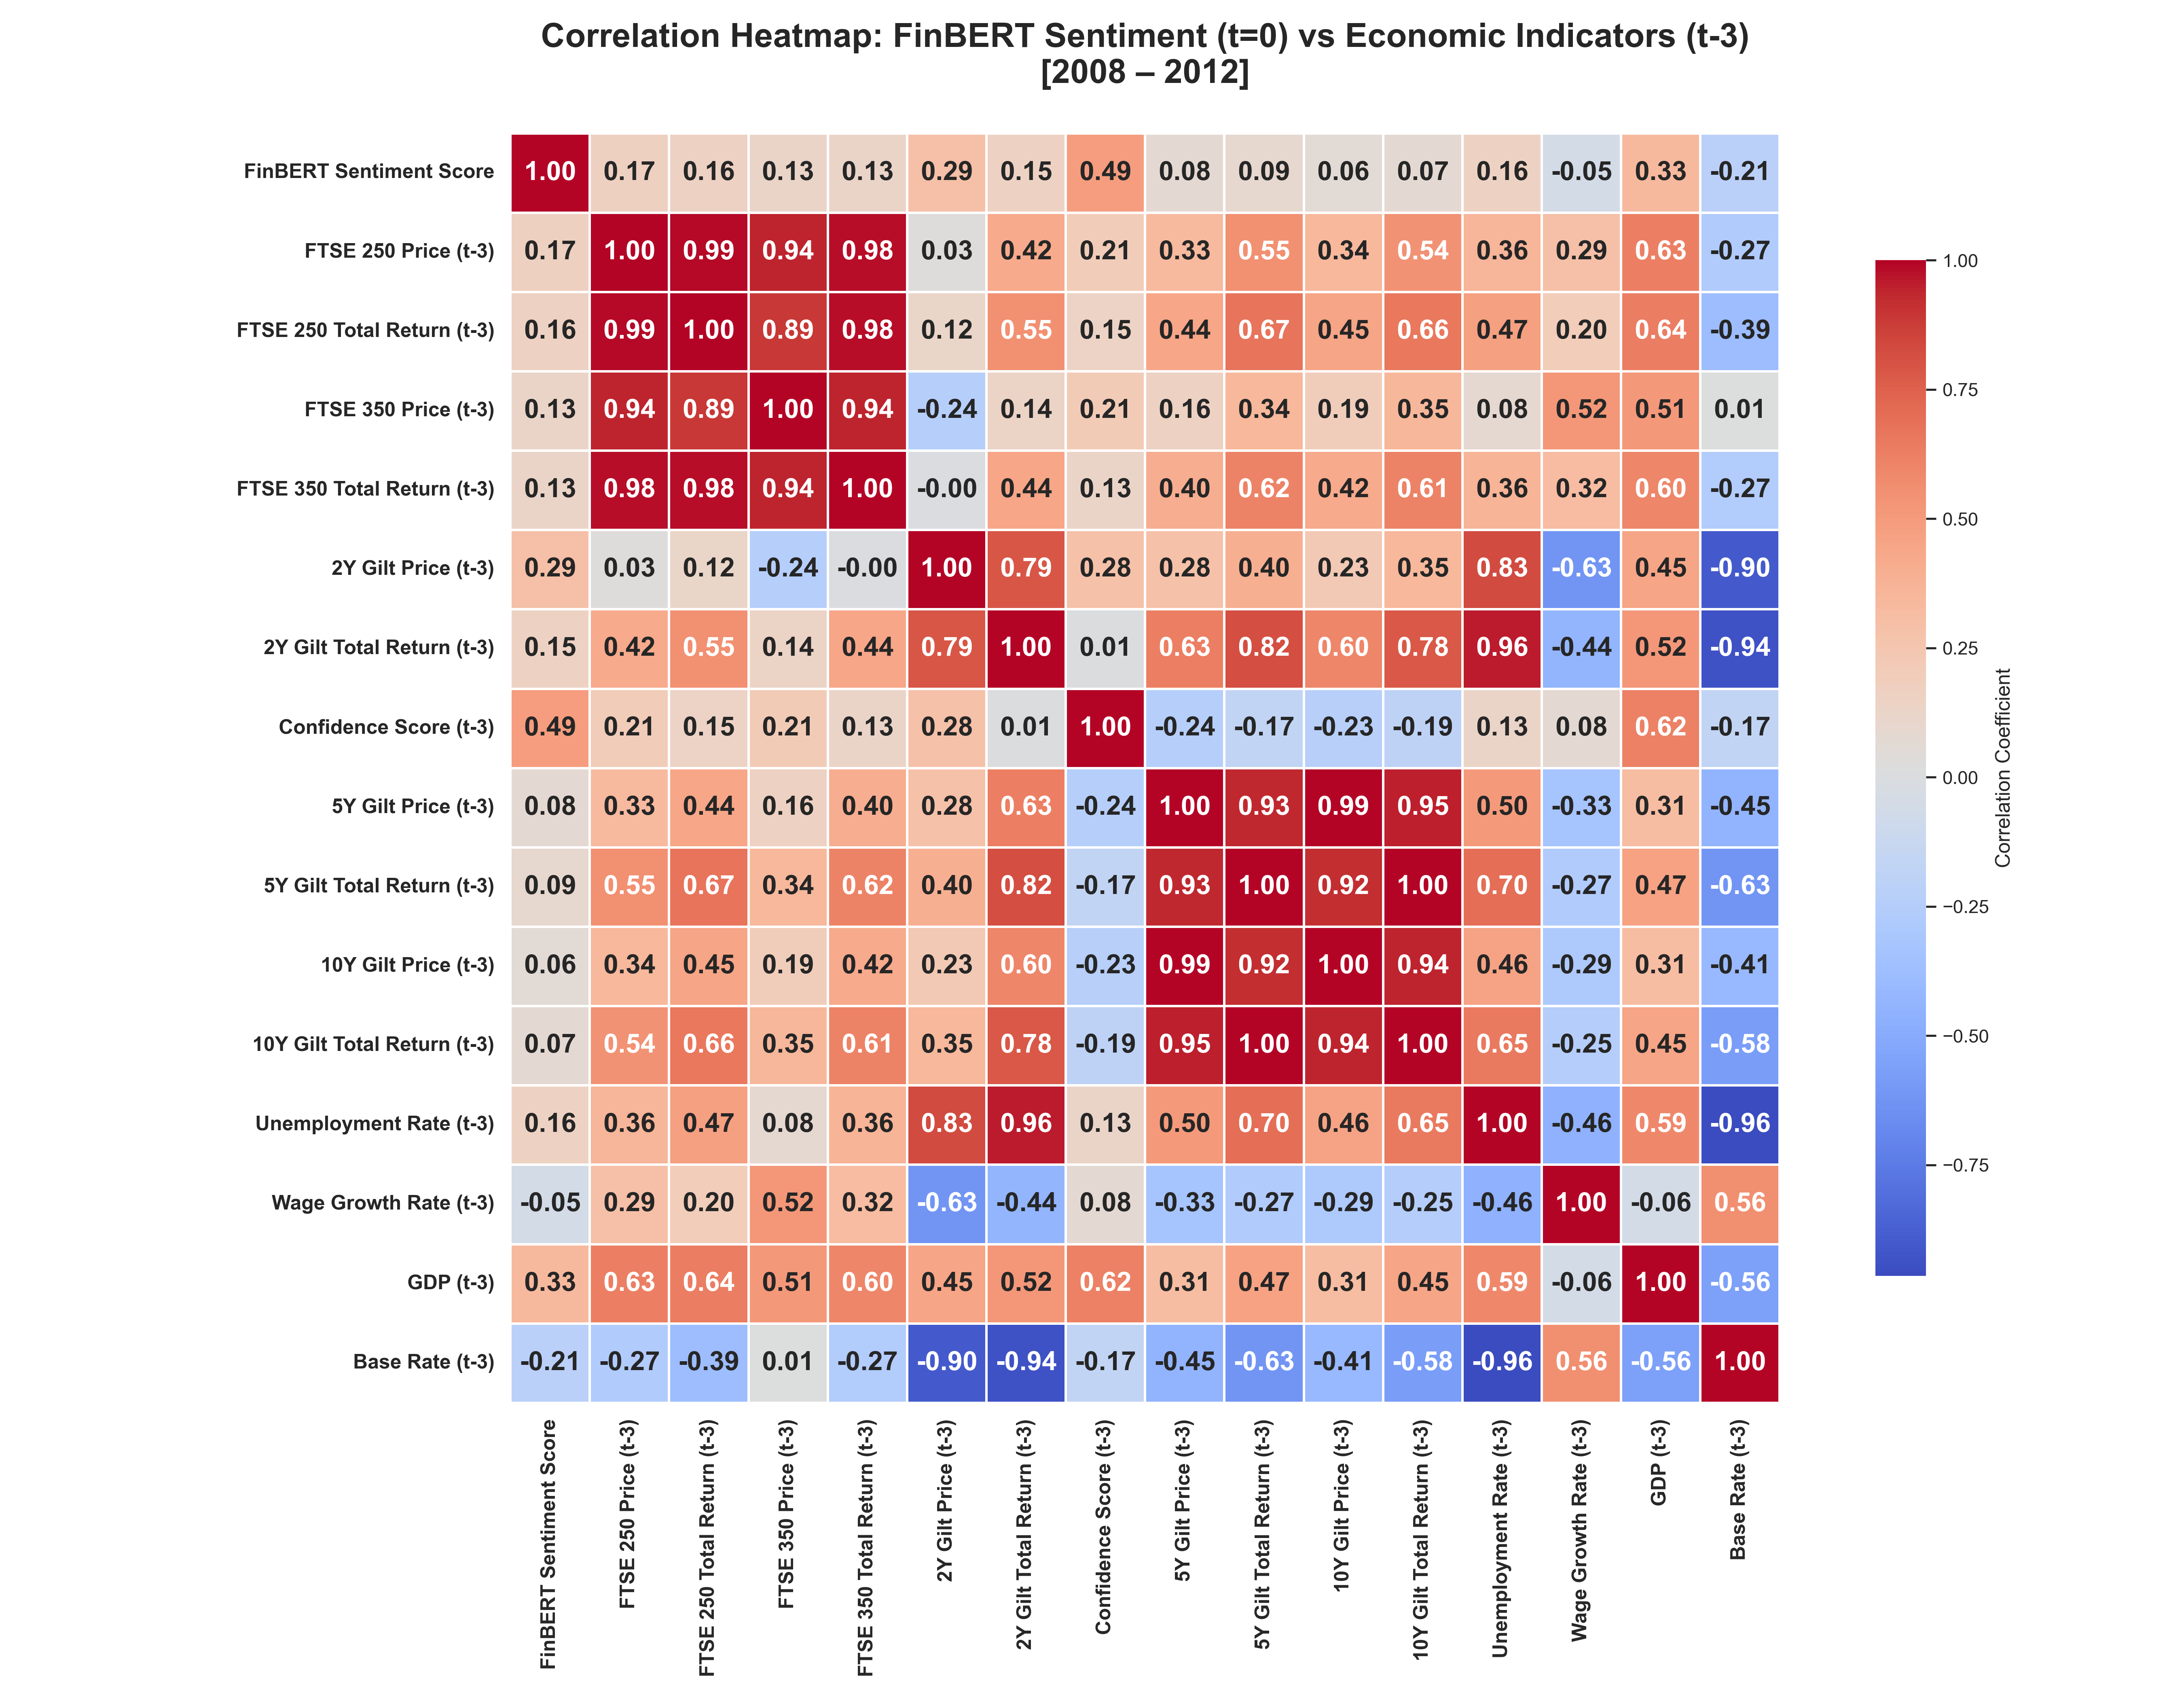 Correlation Heatmap: FinBERT Sentiment (t=0) vs Economic Indicators (t-3)
[2008 – 2012]
FinBERT Sentiment Score 1.00 0.17 0.16 0.13 0.13 0.29 0.15 0.49 0.08 0.09 0.06 0.07 0.16 -0.05 0.33 -0.21
FTSE 250 Price (t-3) 0.17 1.00 0.99 0.94 0.98 0.03 0.42 0.21 0.33 0.55 0.34 0.54 0.36 0.29 0.63 -0.27
FTSE 250 Total Return (t-3) 0.16 0.99 1.00 0.89 0.98 0.12 0.55 0.15 0.44 0.67 0.45 0.66 0.47 0.20 0.64 -0.39
FTSE 350 Price (t-3) 0.13 0.94 0.89 1.00 0.94 -0.24 0.14 0.21 0.16 0.34 0.19 0.35 0.08 0.52 0.51 0.01
FTSE 350 Total Return (t-3) 0.13 0.98 0.98 0.94 1.00 -0.00 0.44 0.13 0.40 0.62 0.42 0.61 0.36 0.32 0.60 -0.27
2Y Gilt Price (t-3) 0.29 0.03 0.12 -0.24 -0.00 1.00 0.79 0.28 0.28 0.40 0.23 0.35 0.83 -0.63 0.45 -0.90
2Y Gilt Total Return (t-3) 0.15 0.42 0.55 0.14 0.44 0.79 1.00 0.01 0.63 0.82 0.60 0.78 0.96 -0.44 0.52 -0.94
Confidence Score (t-3) 0.49 0.21 0.15 0.21 0.13 0.28 0.01 1.00 -0.24 -0.17 -0.23 -0.19 0.13 0.08 0.62 -0.17
5Y Gilt Price (t-3) 0.08 0.33 0.44 0.16 0.40 0.28 0.63 -0.24 1.00 0.93 0.99 0.95 0.50 -0.33 0.31 -0.45
5Y Gilt Total Return (t-3) 0.09 0.55 0.67 0.34 0.62 0.40 0.82 -0.17 0.93 1.00 0.92 1.00 0.70 -0.27 0.47 -0.63
10Y Gilt Price (t-3) 0.06 0.34 0.45 0.19 0.42 0.23 0.60 -0.23 0.99 0.92 1.00 0.94 0.46 -0.29 0.31 -0.41
10Y Gilt Total Return (t-3) 0.07 0.54 0.66 0.35 0.61 0.35 0.78 -0.19 0.95 1.00 0.94 1.00 0.65 -0.25 0.45 -0.58
Unemployment Rate (t-3) 0.16 0.36 0.47 0.08 0.36 0.83 0.96 0.13 0.50 0.70 0.46 0.65 1.00 -0.46 0.59 -0.96
Wage Growth Rate (t-3) -0.05 0.29 0.20 0.52 0.32 -0.63 -0.44 0.08 -0.33 -0.27 -0.29 -0.25 -0.46 1.00 -0.06 0.56
GDP (t-3) 0.33 0.63 0.64 0.51 0.60 0.45 0.52 0.62 0.31 0.47 0.31 0.45 0.59 -0.06 1.00 -0.56
Base Rate (t-3) -0.21 -0.27 -0.39 0.01 -0.27 -0.90 -0.94 -0.17 -0.45 -0.63 -0.41 -0.58 -0.96 0.56 -0.56 1.00
FinBERT Sentiment Score
FTSE 250 Price (t-3)
FTSE 250 Total Return (t-3)
FTSE 350 Price (t-3)
FTSE 350 Total Return (t-3)
2Y Gilt Price (t-3)
2Y Gilt Total Return (t-3)
Confidence Score (t-3)
5Y Gilt Price (t-3)
5Y Gilt Total Return (t-3)
10Y Gilt Price (t-3)
10Y Gilt Total Return (t-3)
Unemployment Rate (t-3)
Wage Growth Rate (t-3)
GDP (t-3)
Base Rate (t-3)
1.00
0.75
0.50
0.25
0.00
−0.25
−0.50
−0.75
Correlation Coefficient